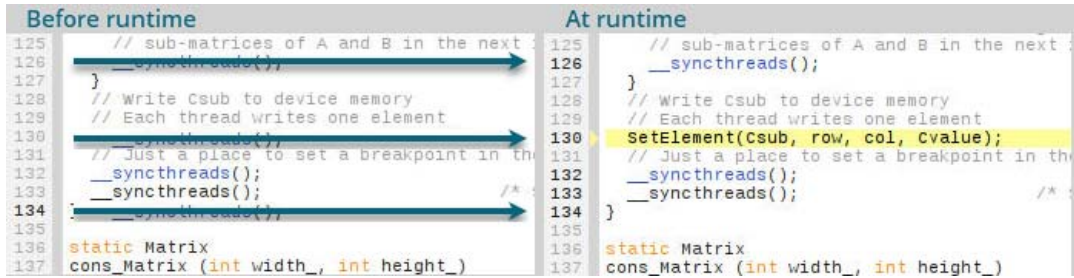 Before runtime
125 // sub-matrices of A and B in the next
126 __syncthreads();
127 }
128 // Write Csub to device memory
129 // Each thread writes one element
130 __syncthreads();
131 // Just a place to set a breakpoint in the
132 __syncthreads();
133 __syncthreads(); /*
134 } __syncthreads();
135
136 static Matrix
137 cons_Matrix (int width_, int height_)
At runtime
125 // sub-matrices of A and B in the next
126 __syncthreads();
127 }
128 // Write Csub to device memory
129 // Each thread writes one element
130 SetElement(Csub, row, col, Cvalue);
131 // Just a place to set a breakpoint in th
132 __syncthreads();
133 __syncthreads(); /*
134 }
135
136 static Matrix
137 cons_Matrix (int width_, int height_)